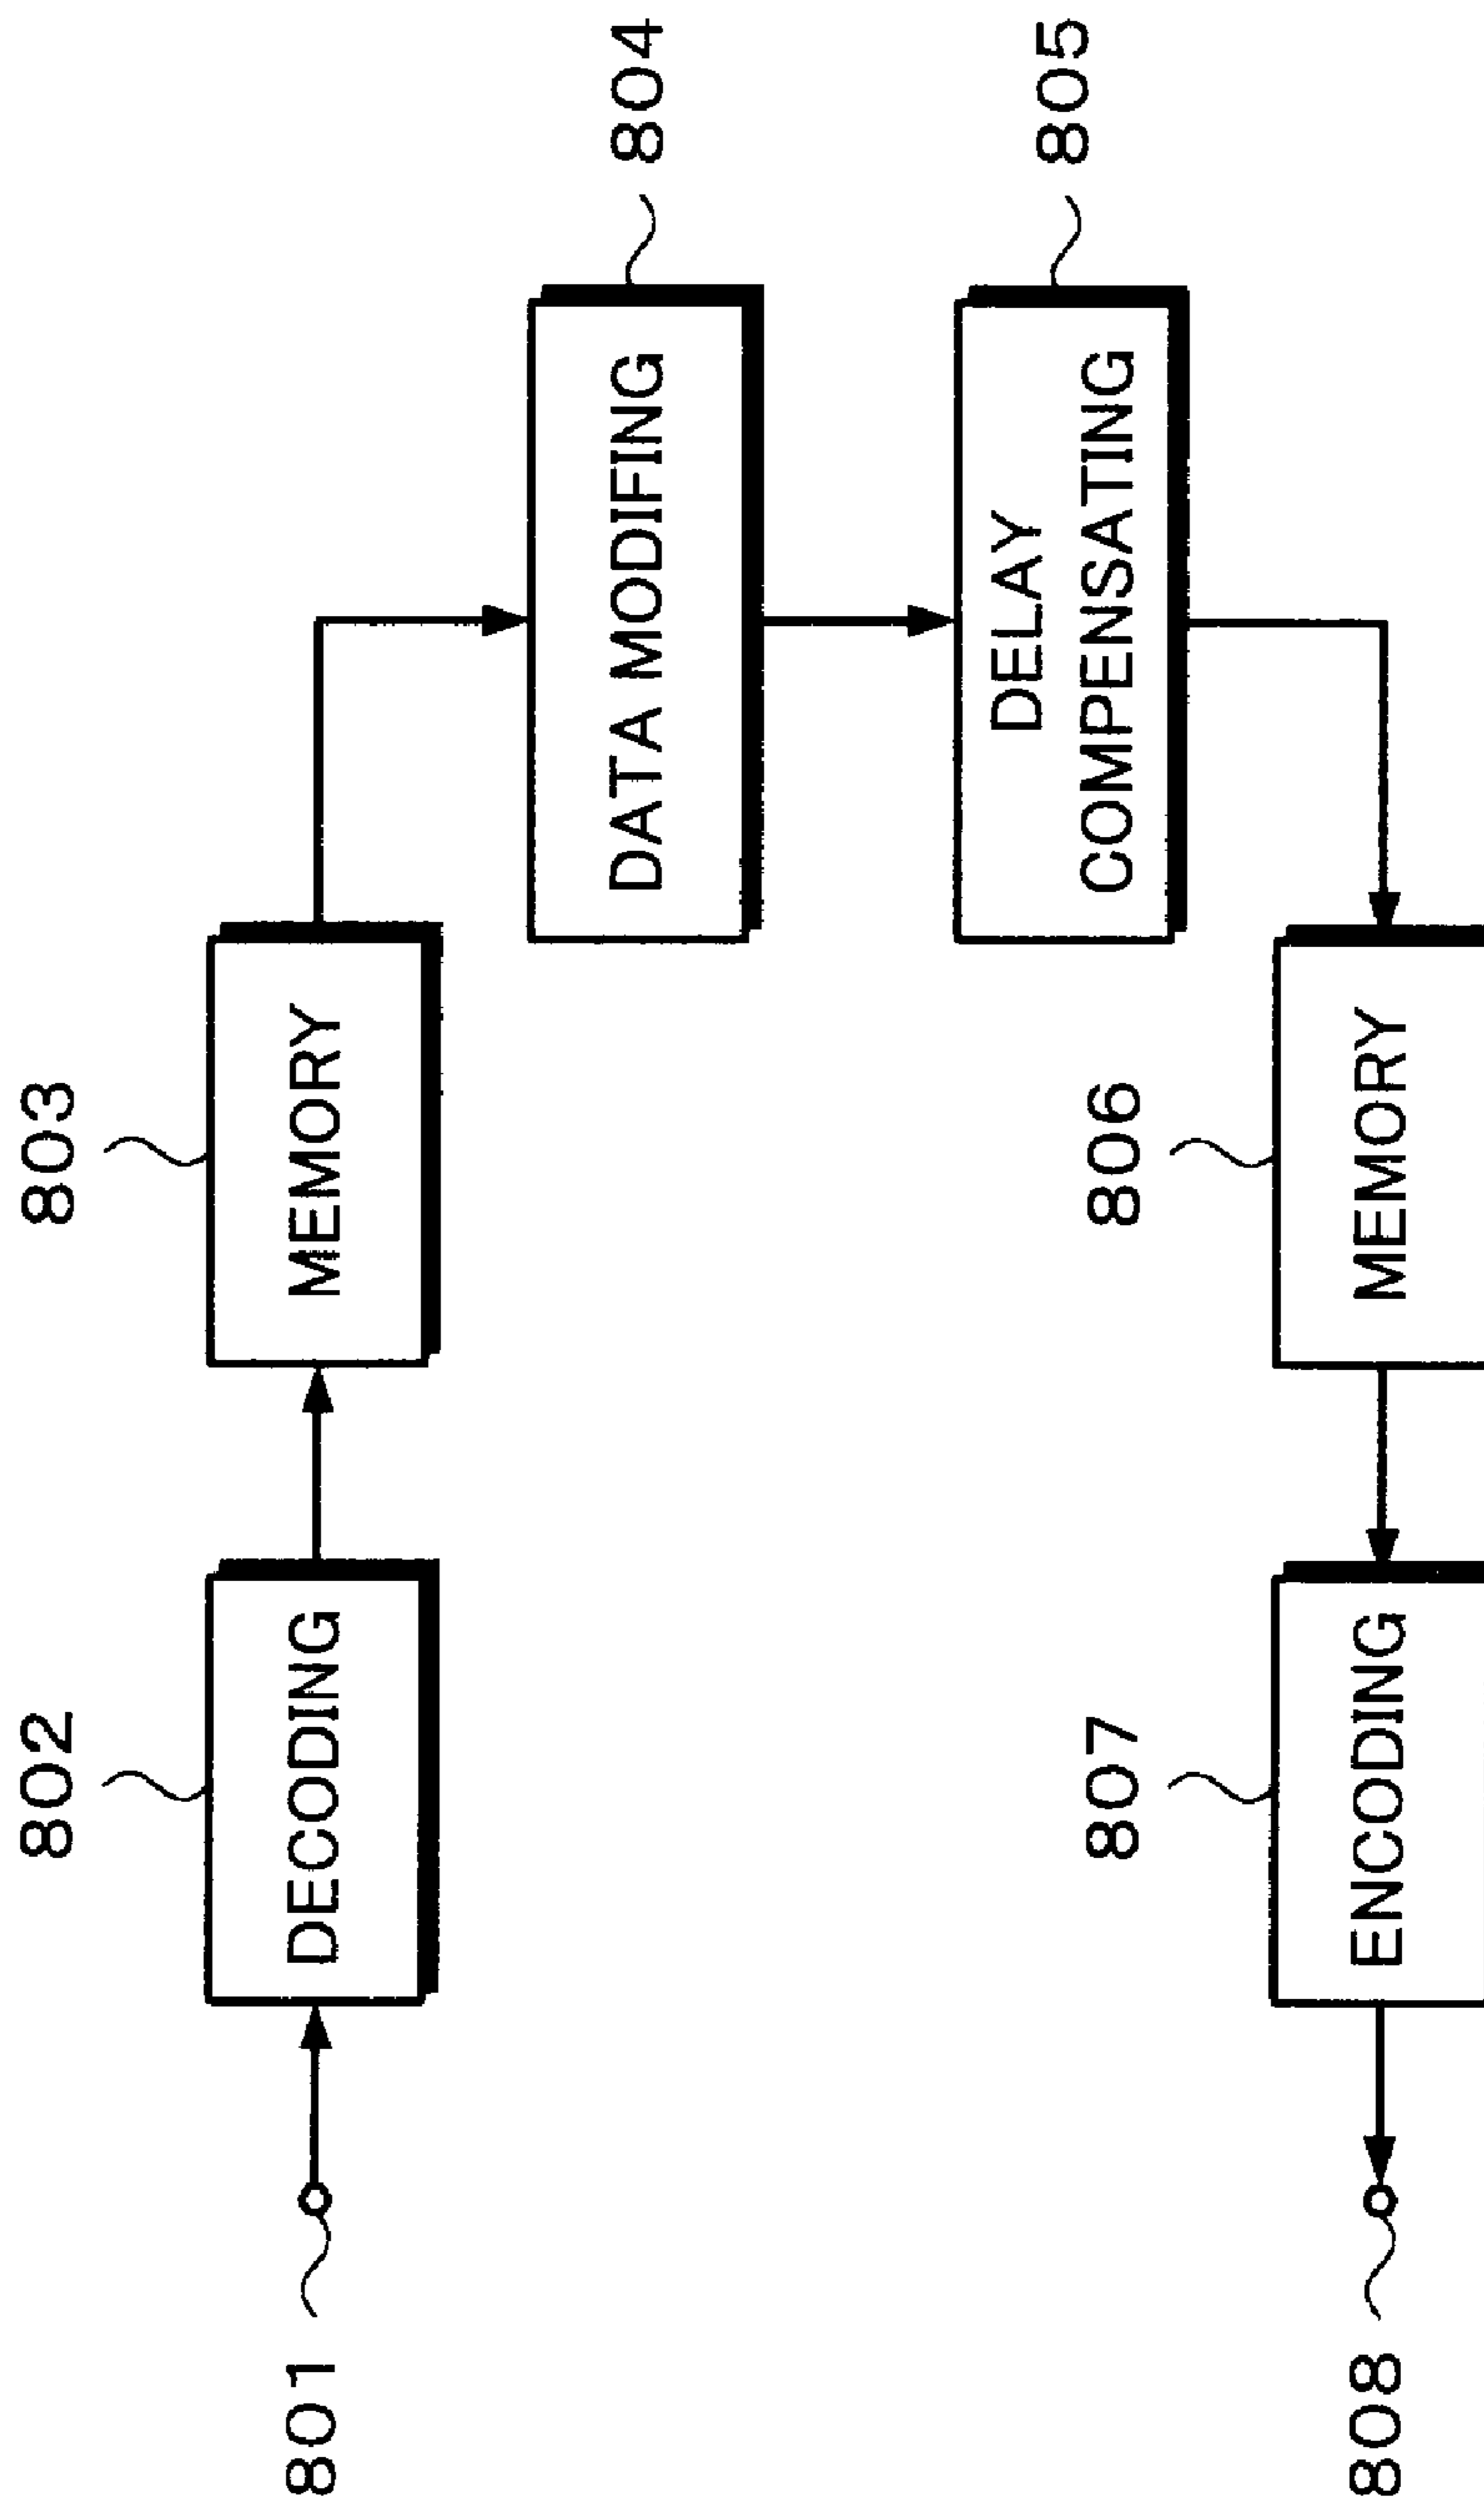 801
802
DECODING
803
MEMORY
804
DATA MODIFING
805
DELAY
COMPENSATING
806
MEMORY
807
ENCODING
808